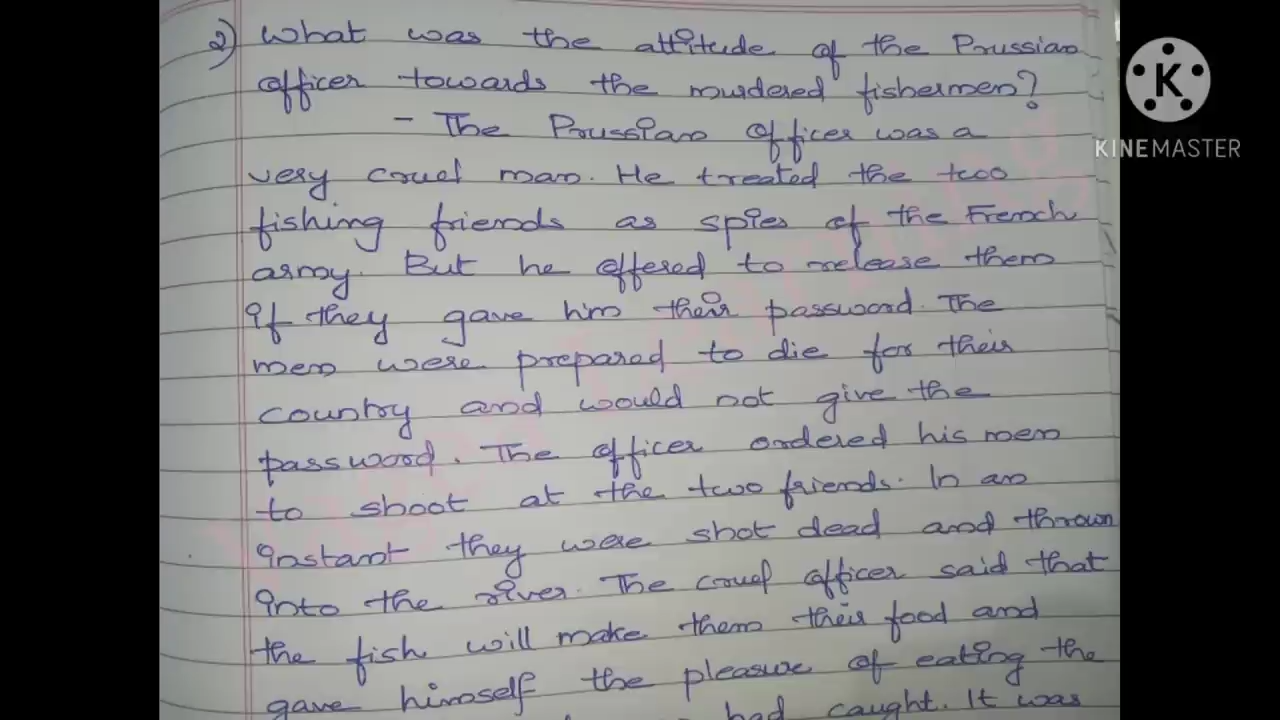 2) What was the attitude of the Prussian
officer towards the murdered fishermen?
- The Prussian officer was a
very cruel man. He treated the two
fishing friends as spies of the French
army. But he offered to release them
if they gave him their password. The
men were prepared to die for their
country and would not give the
password. The officer ordered his men
to shoot at the two friends. In an
instant they were shot dead and thrown
into the river. The cruel officer said that
the fish will make them their food and
gave himself the pleasure of eating the
had caught. It was
K
KINEMASTER